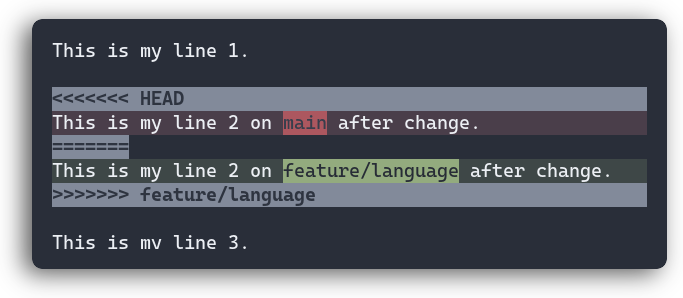 This is my line 1.
<<<<<<< HEAD
This is my line 2 on main after change.
=======
This is my line 2 on feature/language after change.
>>>>>>> feature/language
This is my line 3.